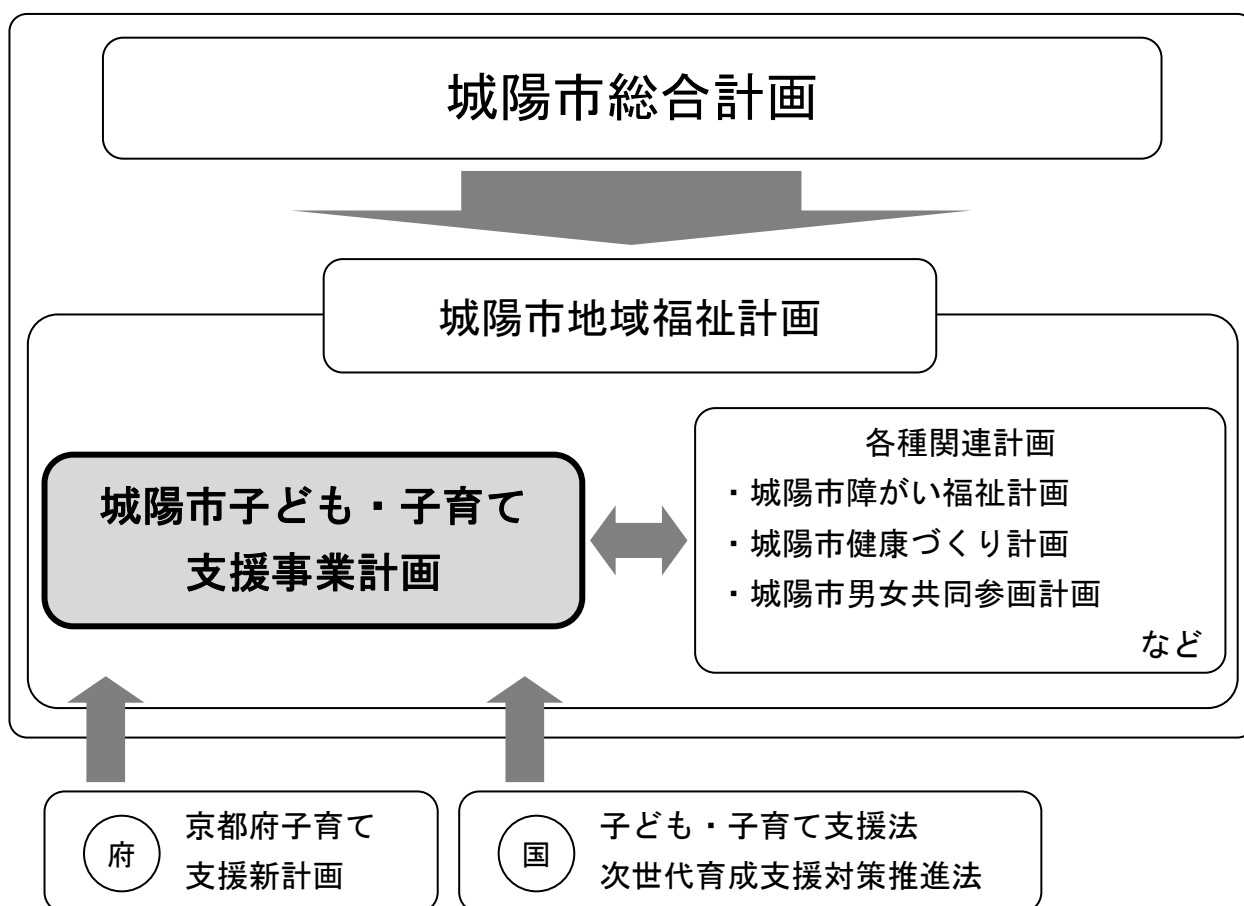 城陽市総合計画
城陽市地域福祉計画
城陽市子ども・子育て
支援事業計画
各種関連計画
・城陽市障がい福祉計画
・城陽市健康づくり計画
・城陽市男女共同参画計画
など
府
京都府子育て
支援新計画
国
子ども・子育て支援法
次世代育成支援対策推進法